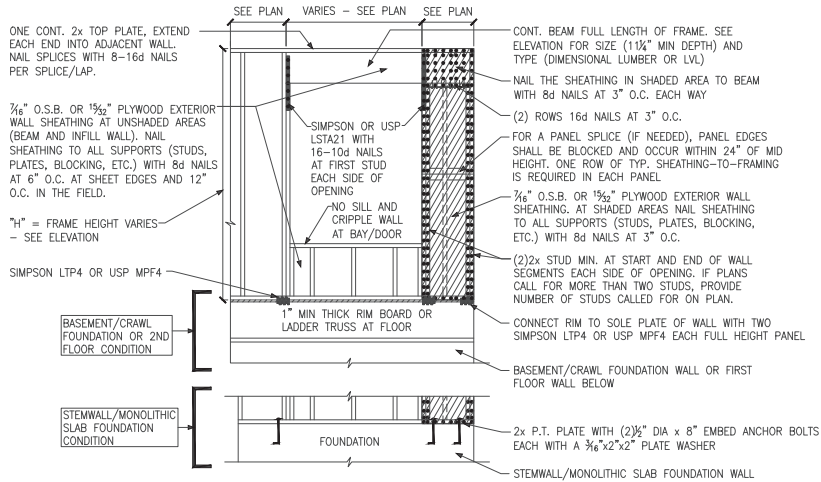 SEE PLAN
VARIES - SEE PLAN
SEE PLAN
ONE CONT. 2x TOP PLATE, EXTEND
EACH END INTO ADJACENT WALL.
NAIL SPLICES WITH 8-16d NAILS
PER SPLICE/LAP.
7/16" O.S.B. OR 15/32" PLYWOOD EXTERIOR
WALL SHEATHING AT UNSHADED AREAS
(BEAM AND INFILL WALL). NAIL
SHEATHING TO ALL SUPPORTS (STUDS,
PLATES, BLOCKING, ETC.) WITH 8d NAILS
AT 6" O.C. AT SHEET EDGES AND 12"
O.C. IN THE FIELD.
"H" = FRAME HEIGHT VARIES
- SEE ELEVATION
SIMPSON LTP4 OR USP MPF4
BASEMENT/CRAWL
FOUNDATION OR 2ND
FLOOR CONDITION
STEMWALL/MONOLITHIC
SLAB FOUNDATION
CONDITION
SIMPSON OR USP
LSTA21 WITH
16-10d NAILS
AT FIRST STUD
EACH SIDE OF
OPENING
NO SILL AND
CRIPPLE WALL
AT BAY/DOOR
1" MIN THICK RIM BOARD OR
LADDER TRUSS AT FLOOR
FOUNDATION
CONT. BEAM FULL LENGTH OF FRAME. SEE
ELEVATION FOR SIZE (11¼" MIN DEPTH) AND
TYPE (DIMENSIONAL LUMBER OR LVL)
NAIL THE SHEATHING IN SHADED AREA TO BEAM
WITH 8d NAILS AT 3" O.C. EACH WAY
(2) ROWS 16d NAILS AT 3" O.C.
FOR A PANEL SPLICE (IF NEEDED), PANEL EDGES
SHALL BE BLOCKED AND OCCUR WITHIN 24" OF MID
HEIGHT. ONE ROW OF TYP. SHEATHING-TO-FRAMING
IS REQUIRED IN EACH PANEL
7/16" O.S.B. OR 15/32" PLYWOOD EXTERIOR WALL
SHEATHING. AT SHADED AREAS NAIL SHEATHING
TO ALL SUPPORTS (STUDS, PLATES, BLOCKING,
ETC.) WITH 8d NAILS AT 3" O.C.
(2)2x STUD MIN. AT START AND END OF WALL
SEGMENTS EACH SIDE OF OPENING. IF PLANS
CALL FOR MORE THAN TWO STUDS, PROVIDE
NUMBER OF STUDS CALLED FOR ON PLAN.
CONNECT RIM TO SOLE PLATE OF WALL WITH TWO
SIMPSON LTP4 OR USP MPF4 EACH FULL HEIGHT PANEL
BASEMENT/CRAWL FOUNDATION WALL OR FIRST
FLOOR WALL BELOW
2x P.T. PLATE WITH (2)½" DIA x 8" EMBED ANCHOR BOLTS
EACH WITH A 3/16"x2"x2" PLATE WASHER
STEMWALL/MONOLITHIC SLAB FOUNDATION WALL